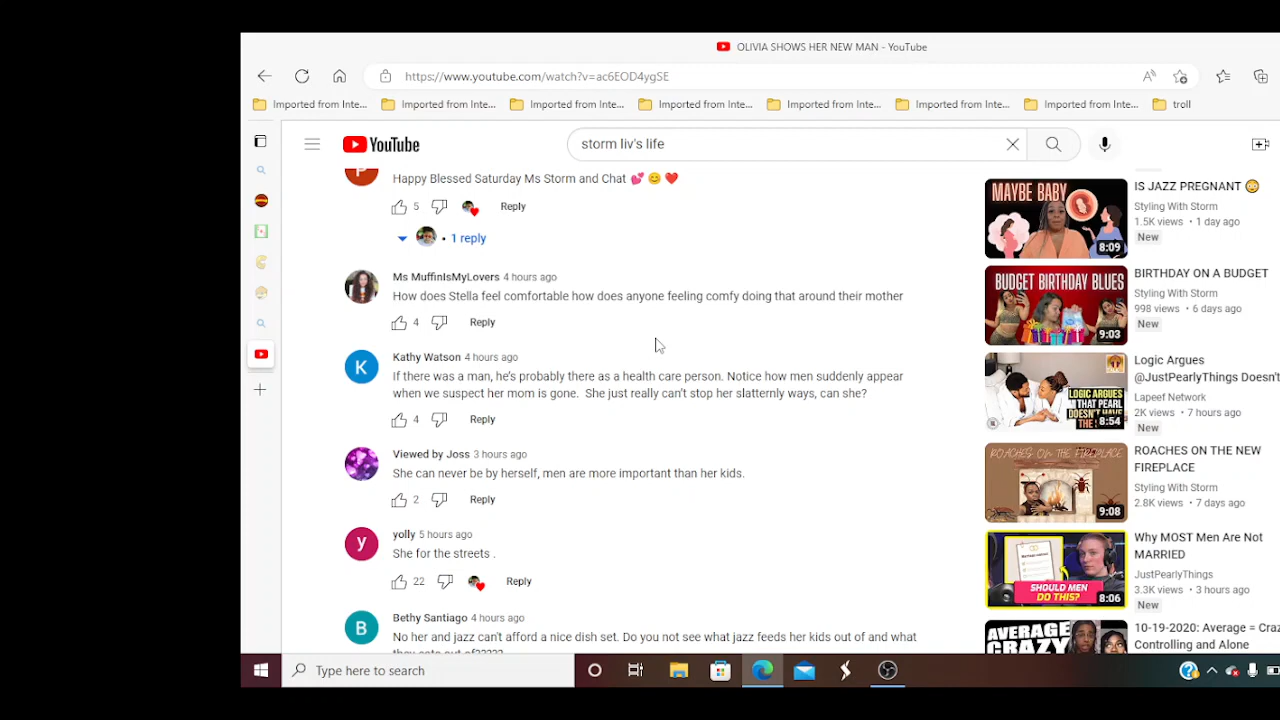 OLIVIA SHOWS HER NEW MAN - YouTube
https://www.youtube.com/watch?v=ac6EOD4ygSE
Imported from Inte... Imported from Inte... Imported from Inte... Imported from Inte... Imported from Inte... Imported from Inte... Imported from Inte... troll
YouTube
storm liv's life
P
Happy Blessed Saturday Ms Storm and Chat 💕 😊 ❤️
5 Reply
• 1 reply
Ms MuffinIsMyLovers 4 hours ago
How does Stella feel comfortable how does anyone feeling comfy doing that around their mother
4 Reply
K
Kathy Watson 4 hours ago
If there was a man, he's probably there as a health care person. Notice how men suddenly appear
when we suspect her mom is gone. She just really can't stop her slatternly ways, can she?
4 Reply
Viewed by Joss 3 hours ago
She can never be by herself, men are more important than her kids.
2 Reply
y
yolly 5 hours ago
She for the streets .
22 Reply
B
Bethy Santiago 4 hours ago
No her and jazz can't afford a nice dish set. Do you not see what jazz feeds her kids out of and what
MAYBE BABY
8:09
IS JAZZ PREGNANT 😳
Styling With Storm
1.5K views • 1 day ago
New
BUDGET BIRTHDAY BLUES
9:03
BIRTHDAY ON A BUDGET
Styling With Storm
998 views • 6 days ago
New
LOGIC ARGUES
THAT PEARL
DOESN'T HAVE
THE
8:54
Logic Argues
@JustPearlyThings Doesn't
Lapeef Network
2K views • 7 hours ago
New
ROACHES ON THE FIREPLACE
9:08
ROACHES ON THE NEW
FIREPLACE
Styling With Storm
2.8K views • 7 days ago
SHOULD MEN
DO THIS?
8:06
Why MOST Men Are Not
MARRIED
JustPearlyThings
3.3K views • 3 hours ago
New
AVERAGE
CRAZY
10-19-2020: Average = Craz
Controlling and Alone
Type here to search